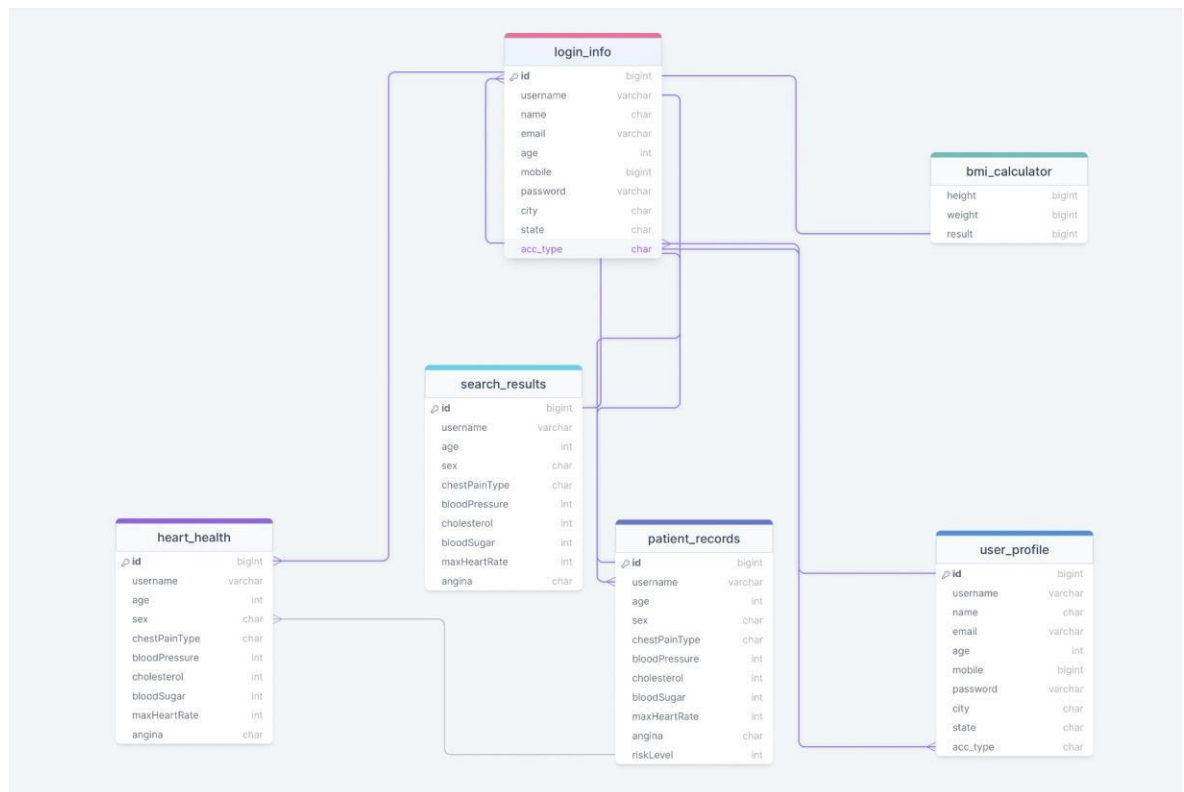 login_info
id bigint
username varchar
name char
email varchar
age int
mobile bigint
password varchar
city char
state char
acc_type char
bmi_calculator
height bigint
weight bigint
result bigint
search_results
id bigint
username varchar
age int
sex char
chestPainType char
bloodPressure int
cholesterol int
bloodSugar int
maxHeartRate int
angina char
heart_health
id bigint
username varchar
age int
sex char
chestPainType char
bloodPressure int
cholesterol int
bloodSugar int
maxHeartRate int
angina char
patient_records
id bigint
username varchar
age int
sex char
chestPainType char
bloodPressure int
cholesterol int
bloodSugar int
maxHeartRate int
angina char
riskLevel int
user_profile
id bigint
username varchar
name char
email varchar
age int
mobile bigint
password varchar
city char
state char
acc_type char